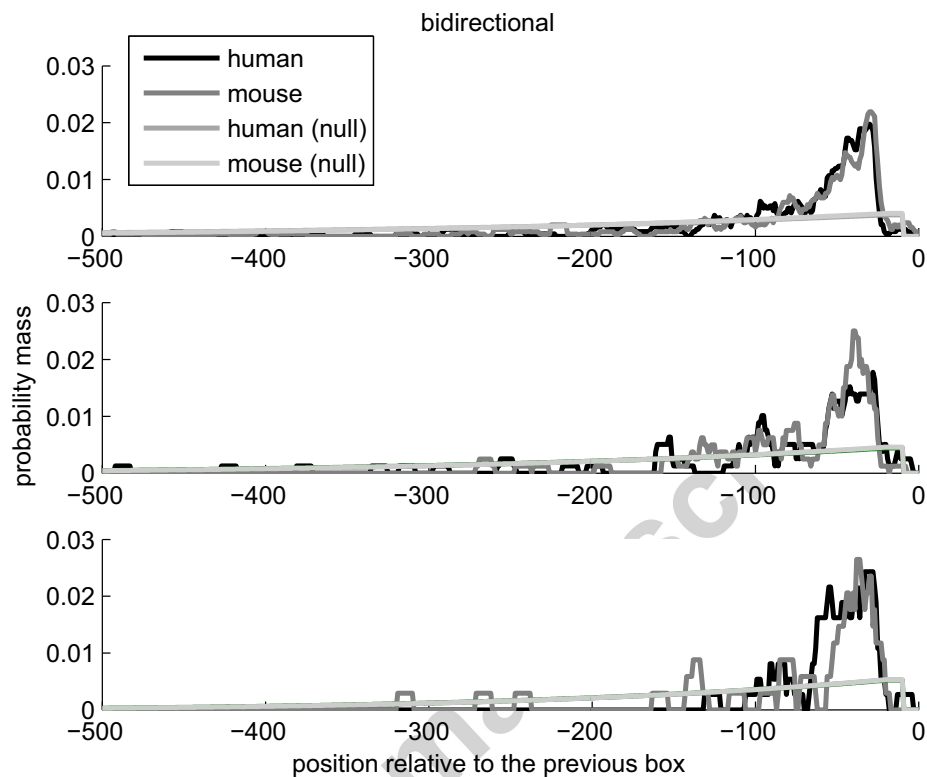 bidirectional
human
mouse
human (null)
mouse (null)
0.03
0.02
0.01
0
−500 −400 −300 −200 −100 0
probability mass
0.03
0.02
0.01
0
−500 −400 −300 −200 −100 0
0.03
0.02
0.01
0
−500 −400 −300 −200 −100 0
position relative to the previous box